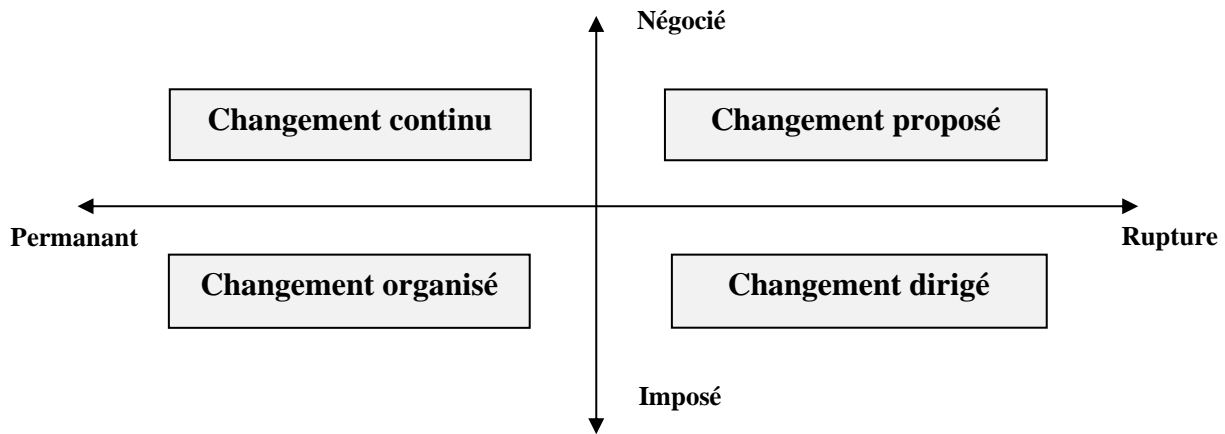 Négocié
Changement continu
Changement proposé
Permanant
Rupture
Changement organisé
Changement dirigé
Imposé